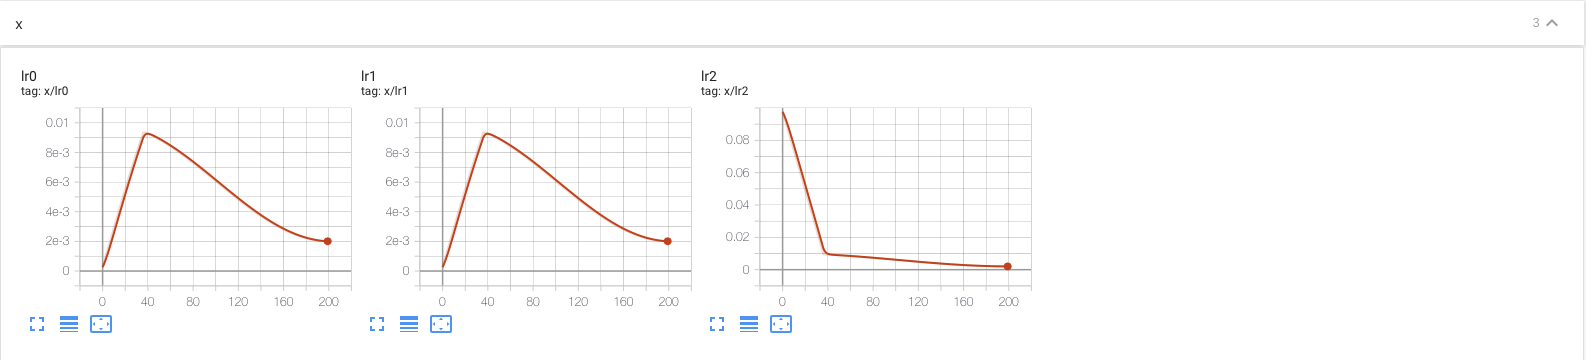 x
3
lr0
tag: x/lr0
0.01
8e-3
6e-3
4e-3
2e-3
0
0 40 80 120 160 200
lr1
tag: x/lr1
0.01
8e-3
6e-3
4e-3
2e-3
0
0 40 80 120 160 200
lr2
tag: x/lr2
0.08
0.06
0.04
0.02
0
0 40 80 120 160 200